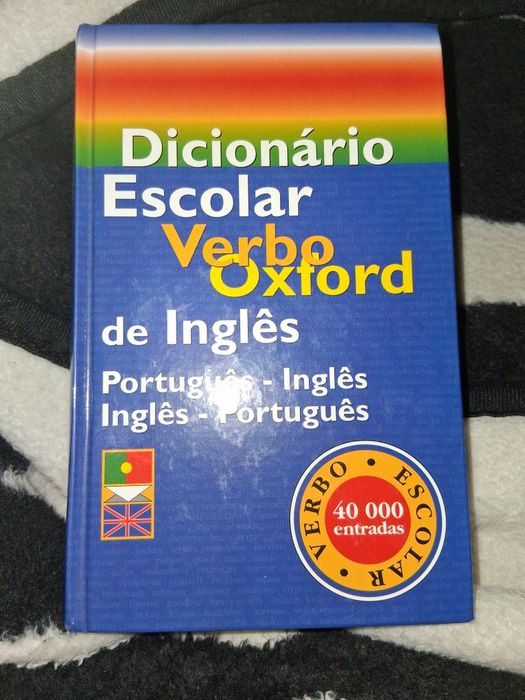 Dicionário
Escolar
Verbo
Oxford
de Inglês
Português - Inglês
Inglês - Português
VERBO • ESCOLAR •
40 000
entradas